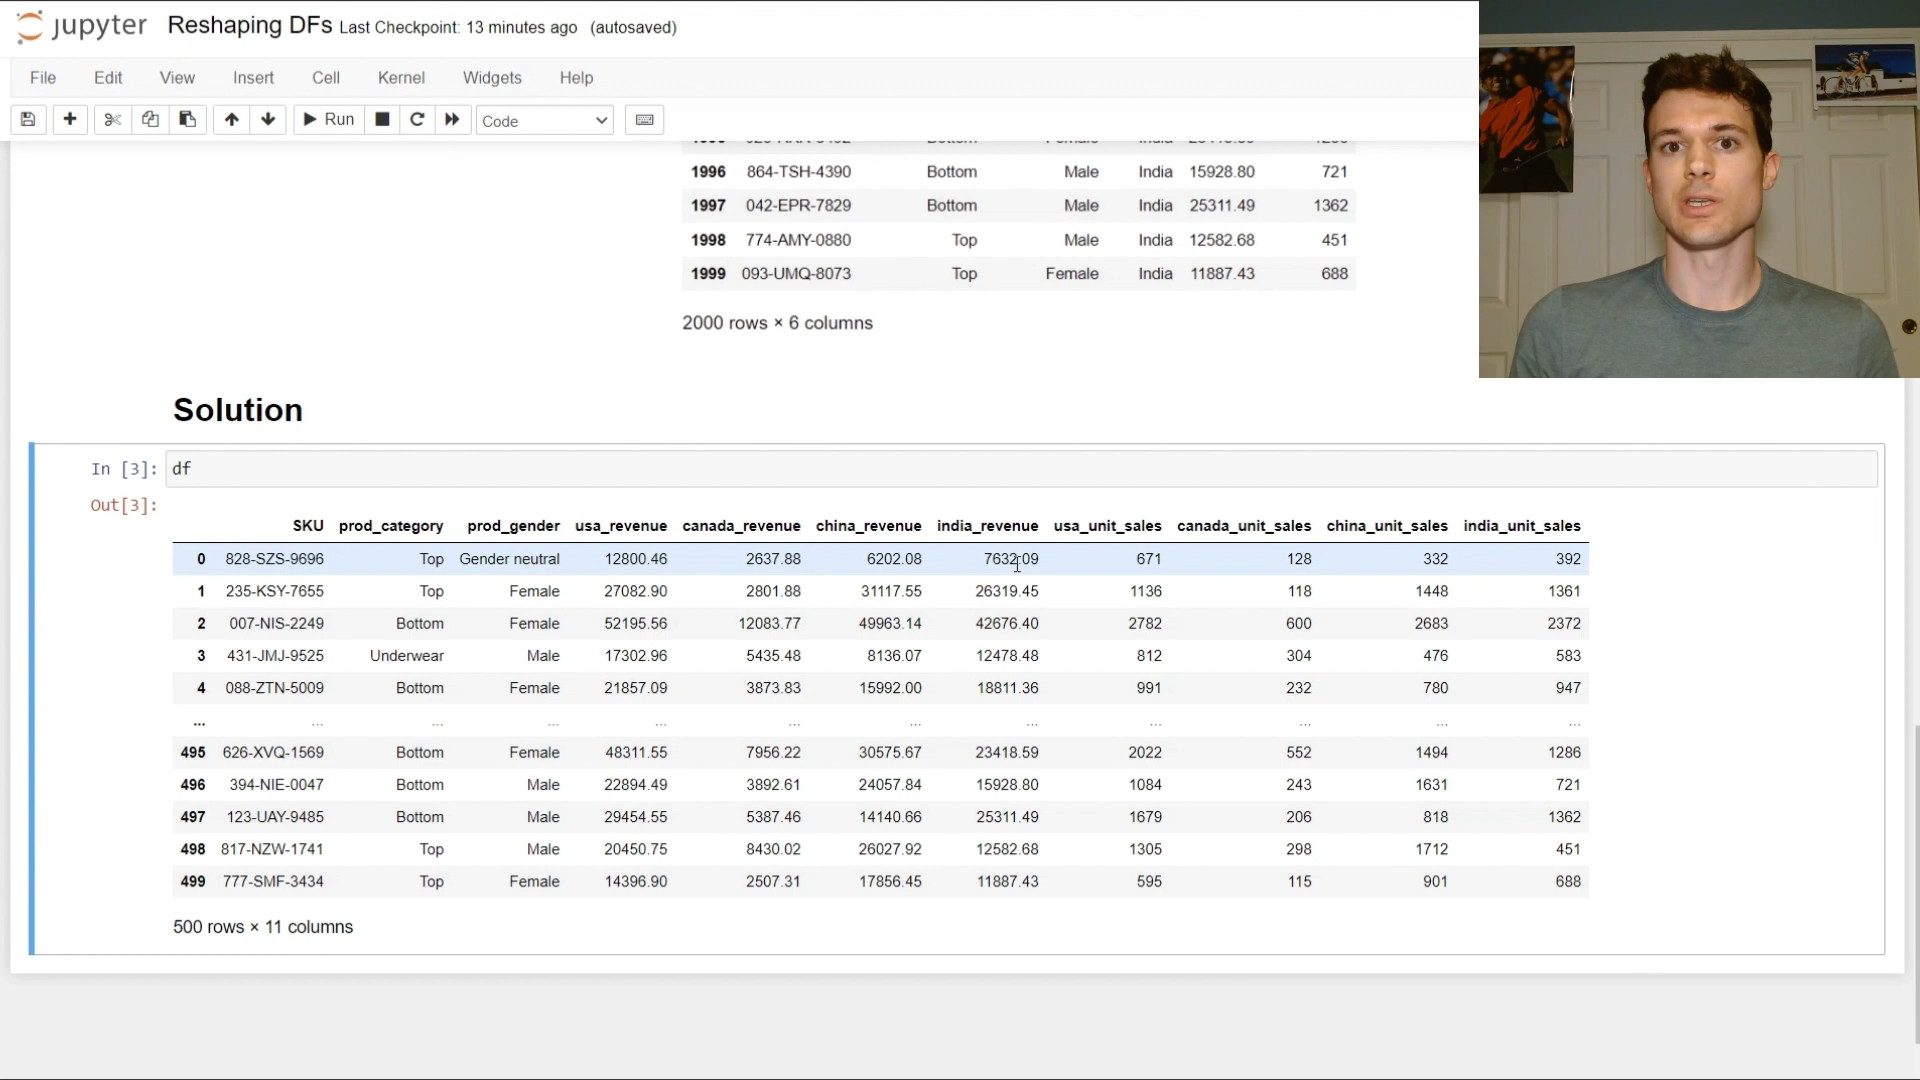 jupyter Reshaping DFs Last Checkpoint: 13 minutes ago (autosaved)
File Edit View Insert Cell Kernel Widgets Help
Run Code
1996 864-TSH-4390 Bottom Male India 15928.80 721
1997 042-EPR-7829 Bottom Male India 25311.49 1362
1998 774-AMY-0880 Top Male India 12582.68 451
1999 093-UMQ-8073 Top Female India 11887.43 688
2000 rows × 6 columns
Solution
In [3]: df
Out[3]:
SKU prod_category prod_gender usa_revenue canada_revenue china_revenue india_revenue usa_unit_sales canada_unit_sales china_unit_sales india_unit_sales
0 828-SZS-9696 Top Gender neutral 12800.46 2637.88 6202.08 7632.09 671 128 332 392
1 235-KSY-7655 Top Female 27082.90 2801.88 31117.55 26319.45 1136 118 1448 1361
2 007-NIS-2249 Bottom Female 52195.56 12083.77 49963.14 42676.40 2782 600 2683 2372
3 431-JMJ-9525 Underwear Male 17302.96 5435.48 8136.07 12478.48 812 304 476 583
4 088-ZTN-5009 Bottom Female 21857.09 3873.83 15992.00 18811.36 991 232 780 947
... ... ... ... ... ... ... ... ... ... ... ...
495 626-XVQ-1569 Bottom Female 48311.55 7956.22 30575.67 23418.59 2022 552 1494 1286
496 394-NIE-0047 Bottom Male 22894.49 3892.61 24057.84 15928.80 1084 243 1631 721
497 123-UAY-9485 Bottom Male 29454.55 5387.46 14140.66 25311.49 1679 206 818 1362
498 817-NZW-1741 Top Male 20450.75 8430.02 26027.92 12582.68 1305 298 1712 451
499 777-SMF-3434 Top Female 14396.90 2507.31 17856.45 11887.43 595 115 901 688
500 rows × 11 columns